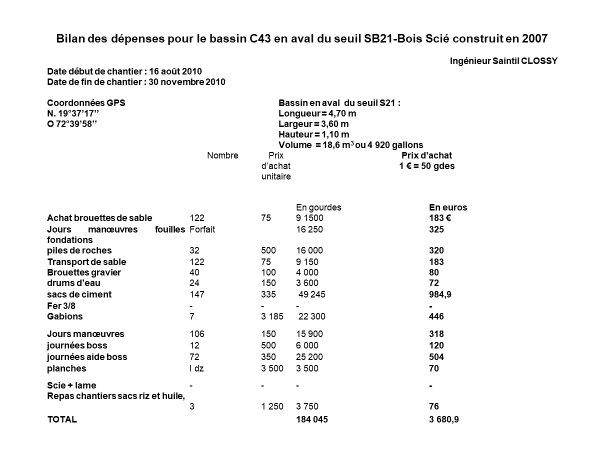 Bilan des dépenses pour le bassin C43 en aval du seuil SB21-Bois Scié construit en 2007
Ingénieur Saintil CLOSSY
Date début de chantier : 16 août 2010
Date de fin de chantier : 30 novembre 2010
Coordonnées GPS
N. 19°37'17''
O 72°39'58''
Bassin en aval du seuil S21 :
Longueur = 4,70 m
Largeur = 3,60 m
Hauteur = 1,10 m
Volume = 18,6 m³ ou 4 920 gallons
Nombre Prix d'achat unitaire Prix d'achat
1 € = 50 gdes
En gourdes En euros
Achat brouettes de sable 122 75 9 1500 183 €
Jours manœuvres fouilles fondations Forfait 16 250 325
piles de roches 32 500 16 000 320
Transport de sable 122 75 9 150 183
Brouettes gravier 40 100 4 000 80
drums d'eau 24 150 3 600 72
sacs de ciment 147 335 49 245 984,9
Fer 3/8 - - - -
Gabions 7 3 185 22 300 446
Jours manœuvres 106 150 15 900 318
journées boss 12 500 6 000 120
journées aide boss 72 350 25 200 504
planches I dz 3 500 3 500 70
Scie + lame - - - -
Repas chantiers sacs riz et huile,
3 1 250 3 750 76
TOTAL 184 045 3 680,9